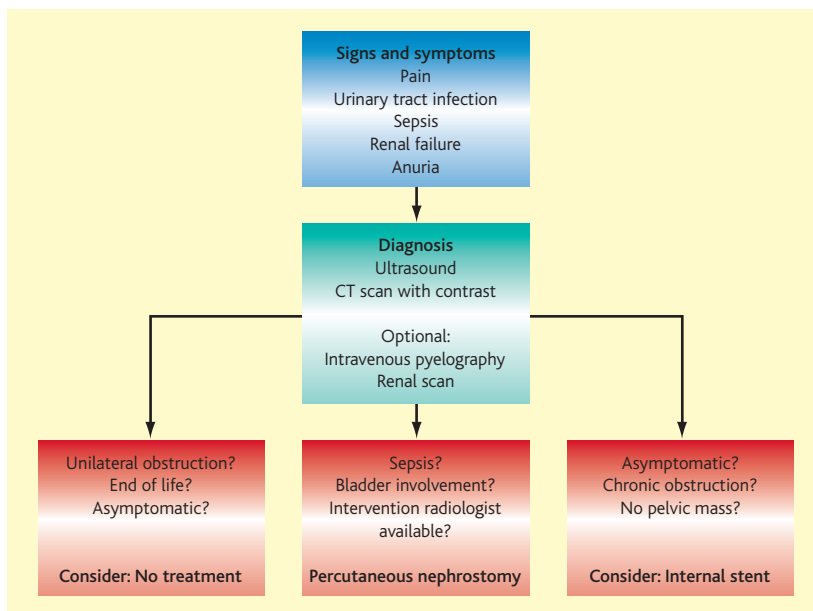 Signs and symptoms
Pain
Urinary tract infection
Sepsis
Renal failure
Anuria
Diagnosis
Ultrasound
CT scan with contrast
Optional:
Intravenous pyelography
Renal scan
Unilateral obstruction?
End of life?
Asymptomatic?
Consider: No treatment
Sepsis?
Bladder involvement?
Intervention radiologist
available?
Percutaneous nephrostomy
Asymptomatic?
Chronic obstruction?
No pelvic mass?
Consider: Internal stent